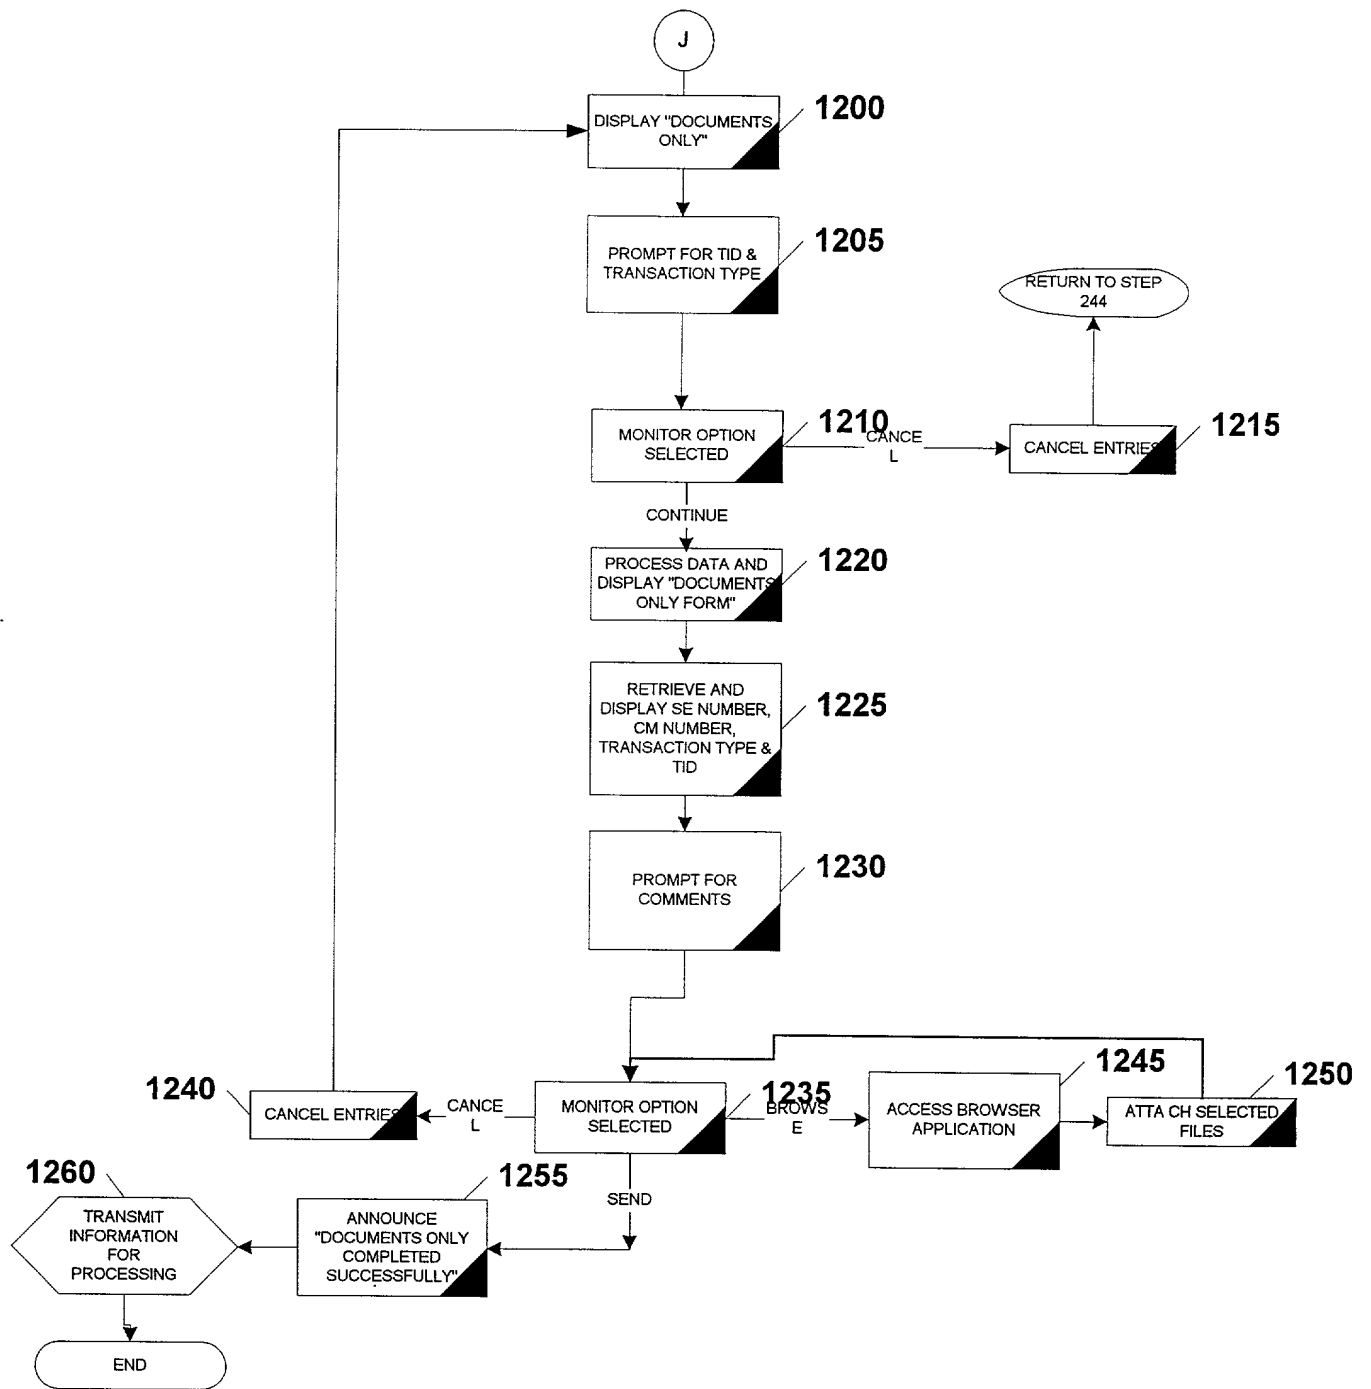 J
DISPLAY "DOCUMENTS
ONLY"
1200
PROMPT FOR TID &
TRANSACTION TYPE
1205
RETURN TO STEP
244
MONITOR OPTION
SELECTED
1210
CANCE
L
CANCEL ENTRIES
1215
CONTINUE
PROCESS DATA AND
DISPLAY "DOCUMENTS
ONLY FORM"
1220
RETRIEVE AND
DISPLAY SE NUMBER,
CM NUMBER,
TRANSACTION TYPE &
TID
1225
PROMPT FOR
COMMENTS
1230
1240
CANCEL ENTRIES
CANCE
L
MONITOR OPTION
SELECTED
1235
BROWS
E
ACCESS BROWSER
APPLICATION
1245
ATTA CH SELECTED
FILES
1250
SEND
1260
TRANSMIT
INFORMATION
FOR
PROCESSING
1255
ANNOUNCE
"DOCUMENTS ONLY
COMPLETED
SUCCESSFULLY"
END